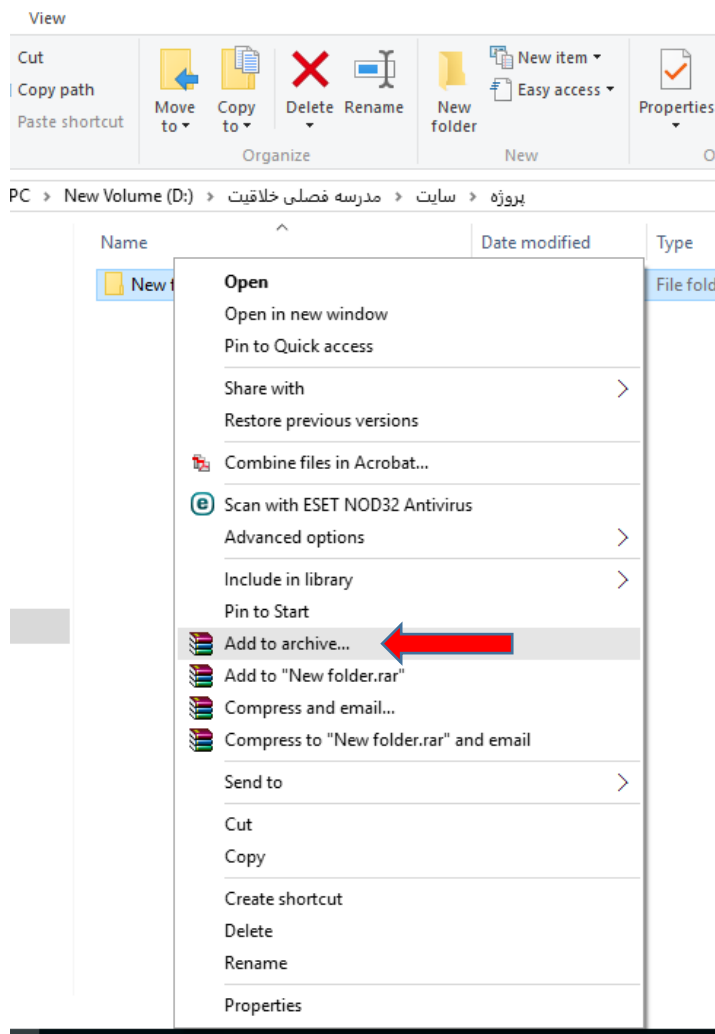 View
Cut
Copy path
Paste shortcut
Move to
Copy to
Delete
Rename
New folder
New item
Easy access
Properties
Organize
New
PC › New Volume (D:) › مدرسه فصلی خلاقیت › سایت › پروژه
Name
Date modified
Type
New
File
Open
Open in new window
Pin to Quick access
Share with
Restore previous versions
Combine files in Acrobat...
Scan with ESET NOD32 Antivirus
Advanced options
Include in library
Pin to Start
Add to archive...
Add to "New folder.rar"
Compress and email...
Compress to "New folder.rar" and email
Send to
Cut
Copy
Create shortcut
Delete
Rename
Properties